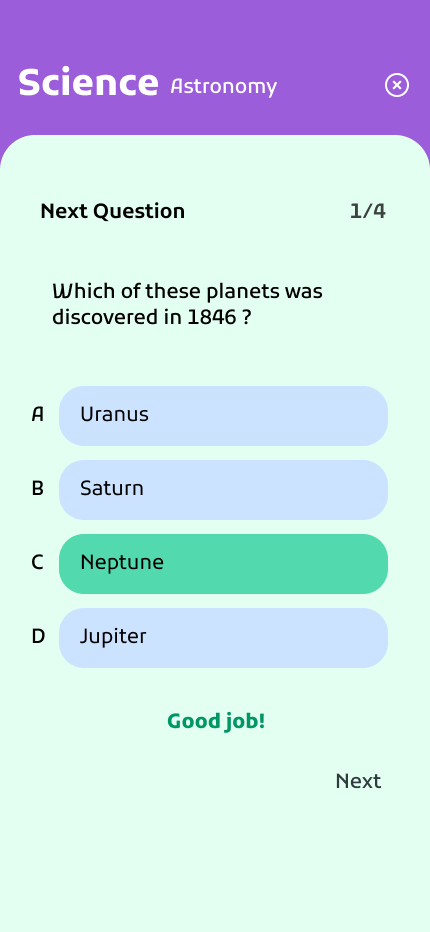 Science Astronomy
Next Question 1/4
Which of these planets was
discovered in 1846 ?
A Uranus
B Saturn
C Neptune
D Jupiter
Good job!
Next